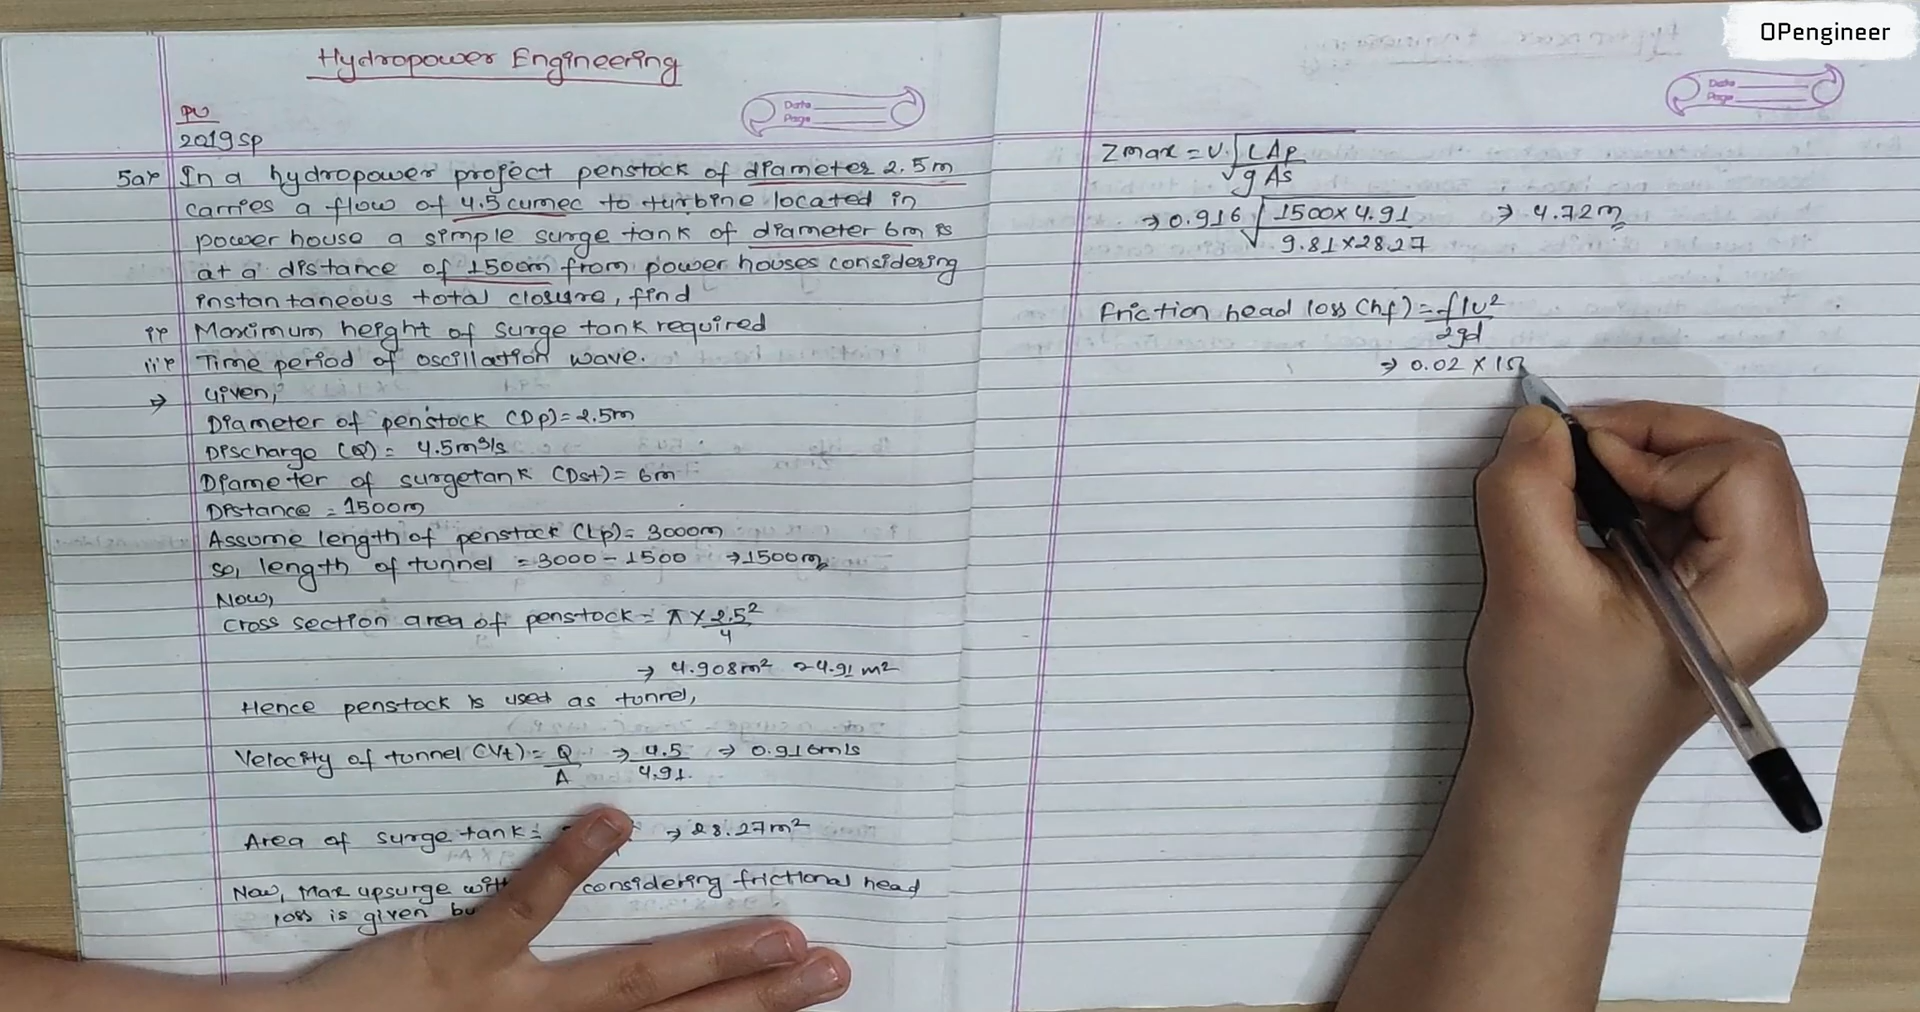 OPengineer
Hydropower Engineering
PU
2019 sp
Date
Page
5a) In a hydropower project penstock of diameter 2.5m
carries a flow of 4.5 cumec to turbine located in
power house a simple surge tank of diameter 6m is
at a distance of 1500m from power houses considering
instantaneous total closure, find
i) Maximum height of surge tank required
ii) Time period of oscillation wave.
⇒ Given,
Diameter of penstock (Dp) = 2.5m
Discharge (Q) = 4.5m³/s
Diameter of surgetank (Dst) = 6m
Distance = 1500m
Assume length of penstock (Lp) = 3000m
so, length of tunnel = 3000 - 1500 → 1500m
Now,
Cross section area of penstock = π × 2.5²
4
→ 4.908m² ~ 4.91 m²
Hence penstock is used as tunnel,
Velocity of tunnel (Vt) = Q → 4.5 → 0.916m/s
A 4.91
Area of surge tank = → 28.27m²
Now, Max upsurge considering frictional head
loss is given
Date
Page
Zmax = V. √ LAp
g As
→ 0.916 √ 1500 × 4.91 → 4.72m
9.81 × 28.27
Friction head loss (hf) = flv²
2gd
→ 0.02 ×